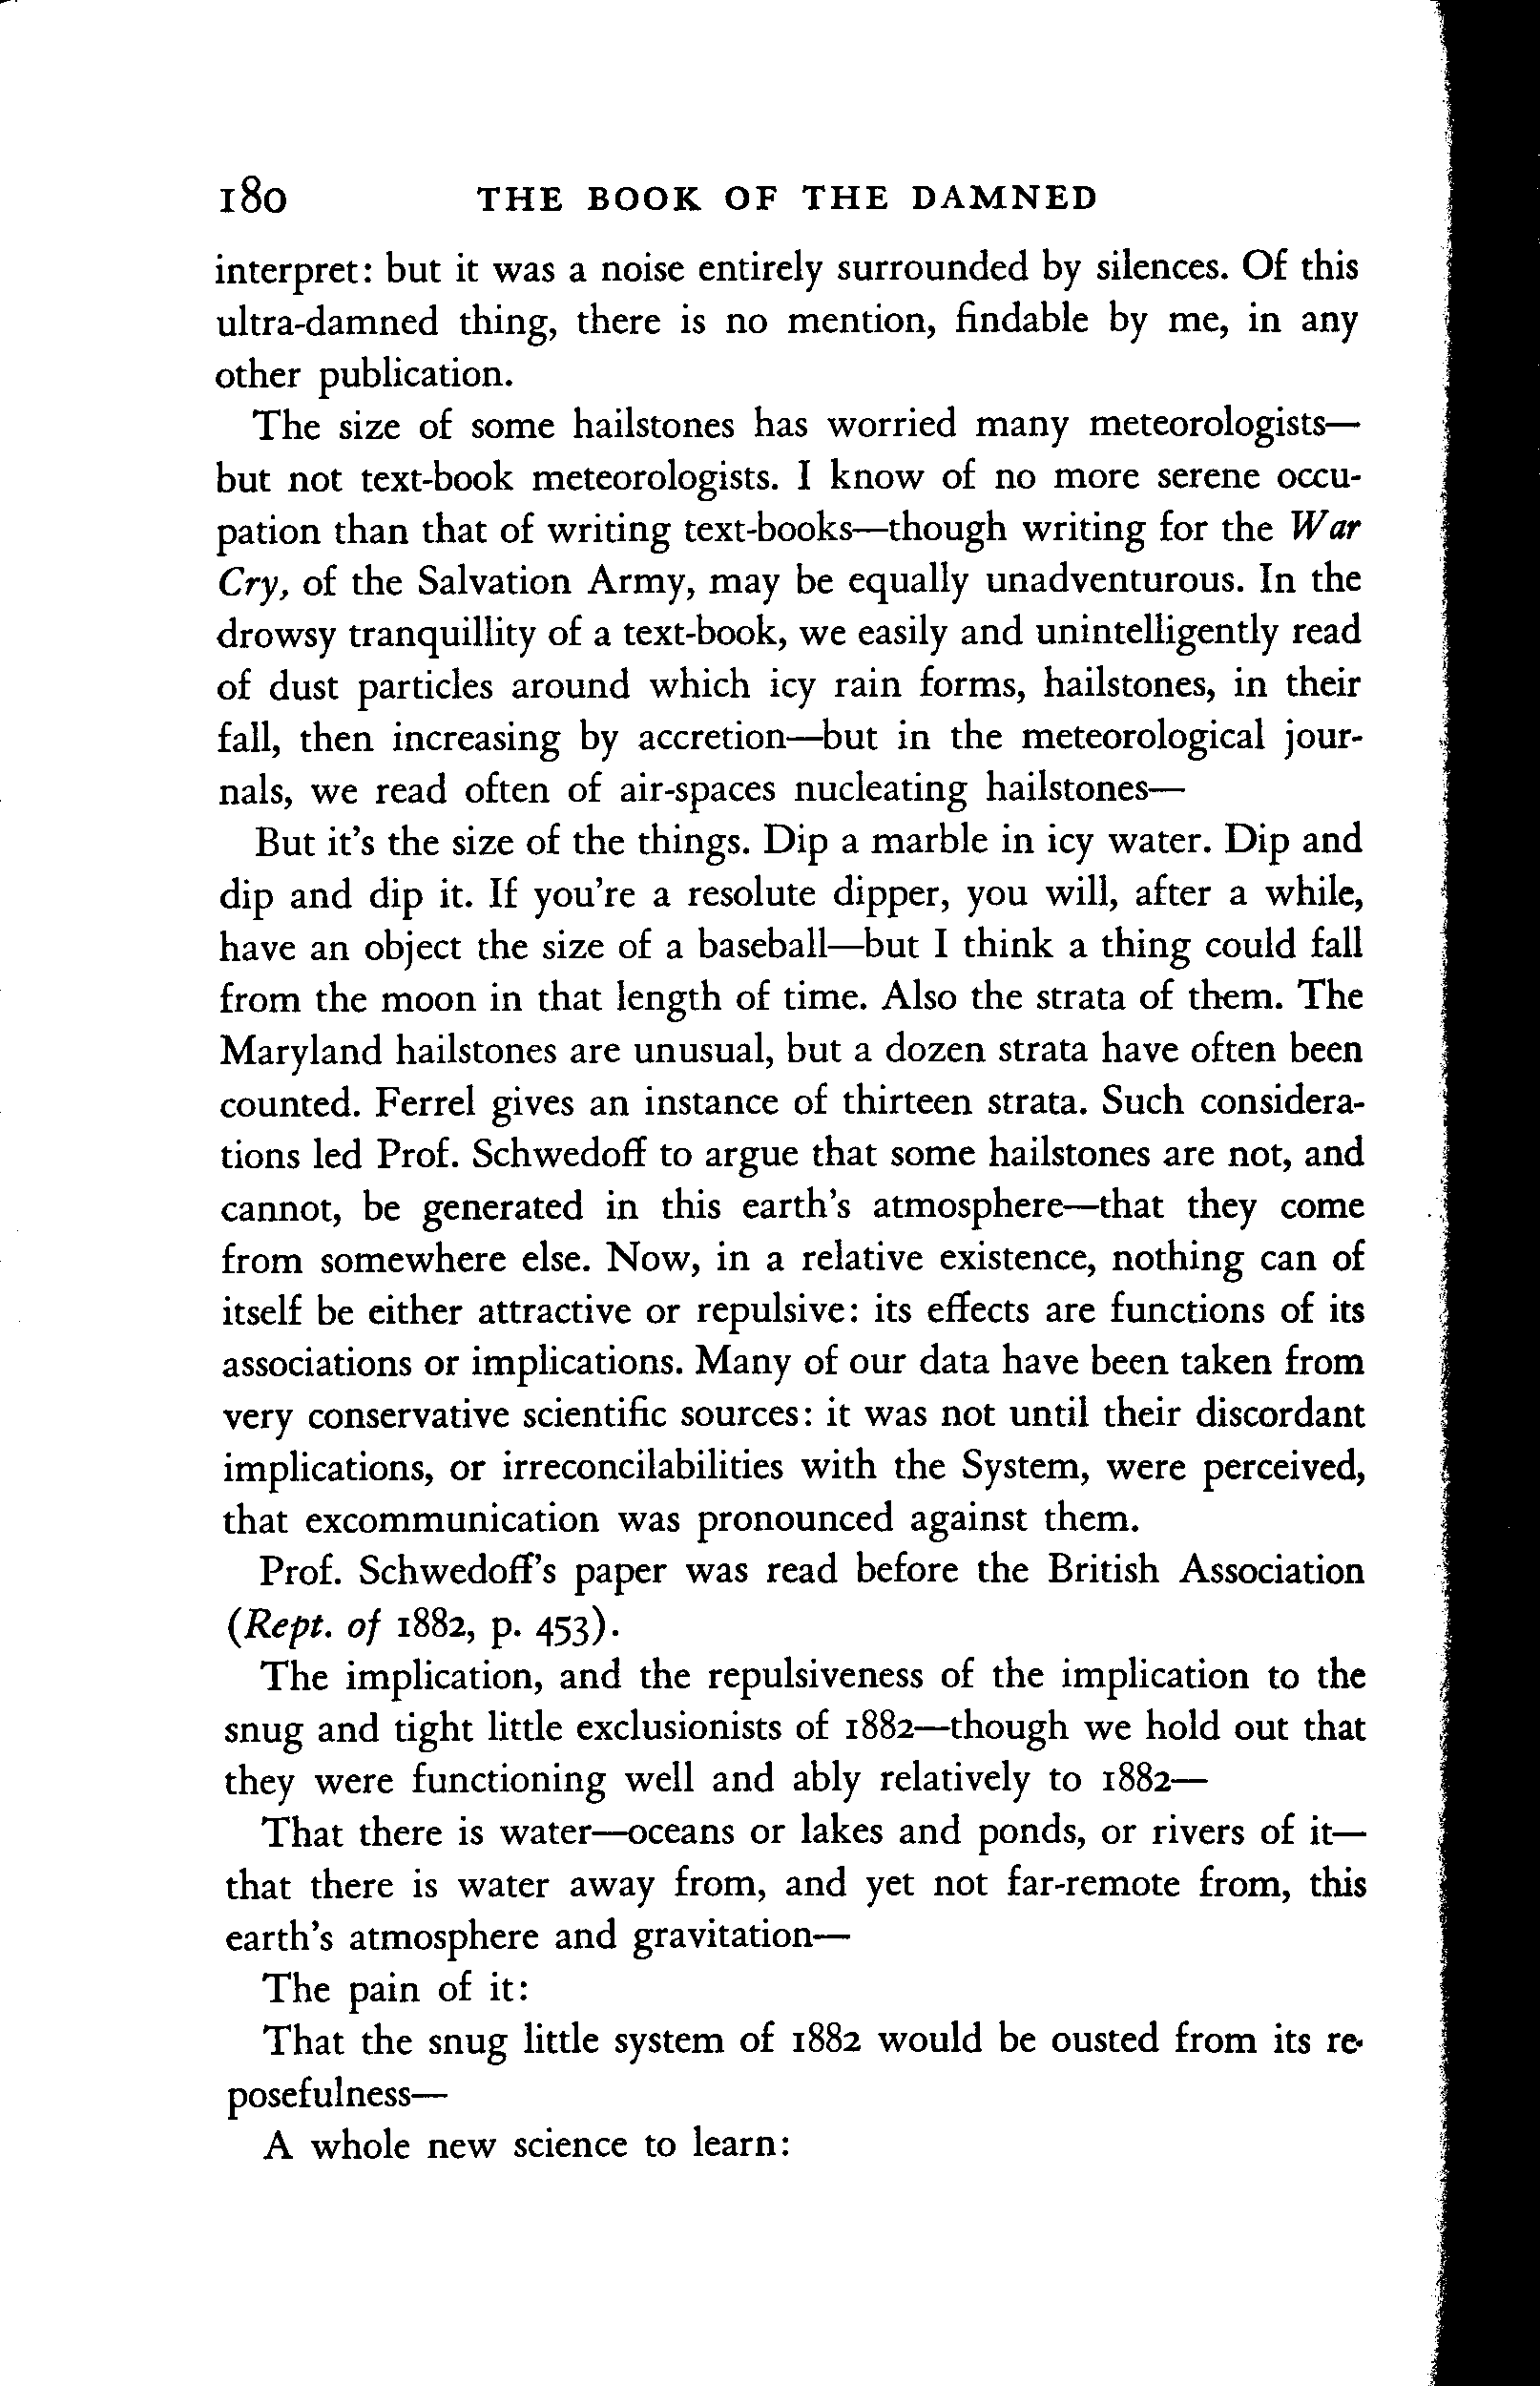 180 THE BOOK OF THE DAMNED
interpret: but it was a noise entirely surrounded by silences. Of this
ultra-damned thing, there is no mention, findable by me, in any
other publication.
The size of some hailstones has worried many meteorologists—
but not text-book meteorologists. I know of no more serene occu-
pation than that of writing text-books—though writing for the War
Cry, of the Salvation Army, may be equally unadventurous. In the
drowsy tranquillity of a text-book, we easily and unintelligently read
of dust particles around which icy rain forms, hailstones, in their
fall, then increasing by accretion—but in the meteorological jour-
nals, we read often of air-spaces nucleating hailstones—
But it's the size of the things. Dip a marble in icy water. Dip and
dip and dip it. If you're a resolute dipper, you will, after a while,
have an object the size of a baseball—but I think a thing could fall
from the moon in that length of time. Also the strata of them. The
Maryland hailstones are unusual, but a dozen strata have often been
counted. Ferrel gives an instance of thirteen strata. Such considera-
tions led Prof. Schwedoff to argue that some hailstones are not, and
cannot, be generated in this earth's atmosphere—that they come
from somewhere else. Now, in a relative existence, nothing can of
itself be either attractive or repulsive: its effects are functions of its
associations or implications. Many of our data have been taken from
very conservative scientific sources: it was not until their discordant
implications, or irreconcilabilities with the System, were perceived,
that excommunication was pronounced against them.
Prof. Schwedoff's paper was read before the British Association
(Rept. of 1882, p. 453).
The implication, and the repulsiveness of the implication to the
snug and tight little exclusionists of 1882—though we hold out that
they were functioning well and ably relatively to 1882—
That there is water—oceans or lakes and ponds, or rivers of it—
that there is water away from, and yet not far-remote from, this
earth's atmosphere and gravitation—
The pain of it:
That the snug little system of 1882 would be ousted from its re-
posefulness—
A whole new science to learn: